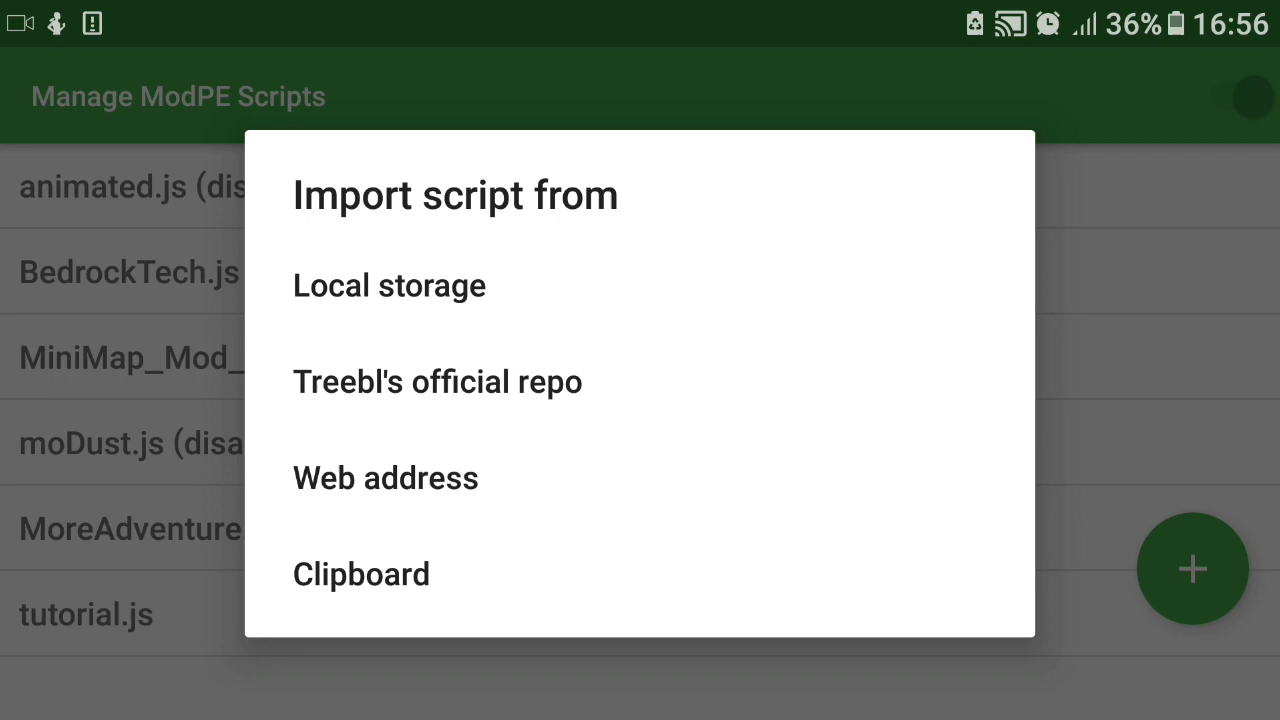 36% 16:56
Manage ModPE Scripts
animated.js (dis
Import script from
BedrockTech.js
Local storage
MiniMap_Mod_
Treebl's official repo
moDust.js (disa
Web address
MoreAdventure
Clipboard
tutorial.js